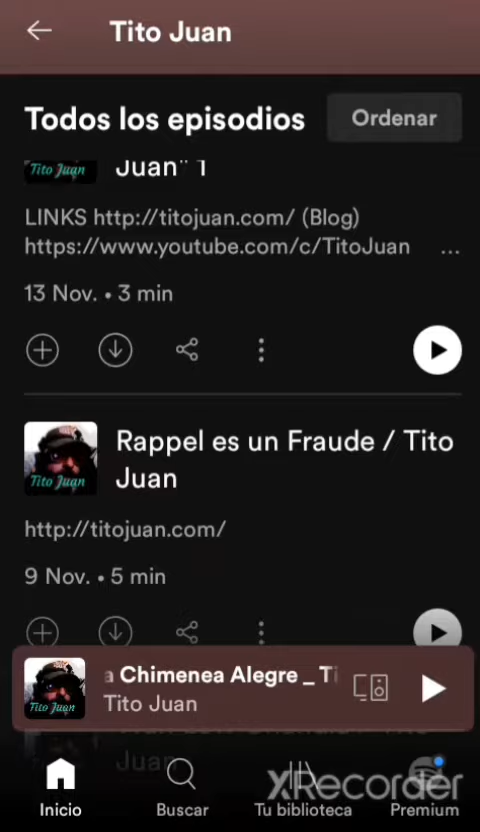 Tito Juan
Todos los episodios
Ordenar
Tito Juan
Juan" 1
LINKS http://titojuan.com/ (Blog)
https://www.youtube.com/c/TitoJuan ...
13 Nov. • 3 min
Rappel es un Fraude / Tito
Juan
Tito Juan
http://titojuan.com/
9 Nov. • 5 min
a Chimenea Alegre _ Ti
Tito Juan
Tito Juan
Juan
XRecorder
Inicio
Buscar
Tu biblioteca
Premium